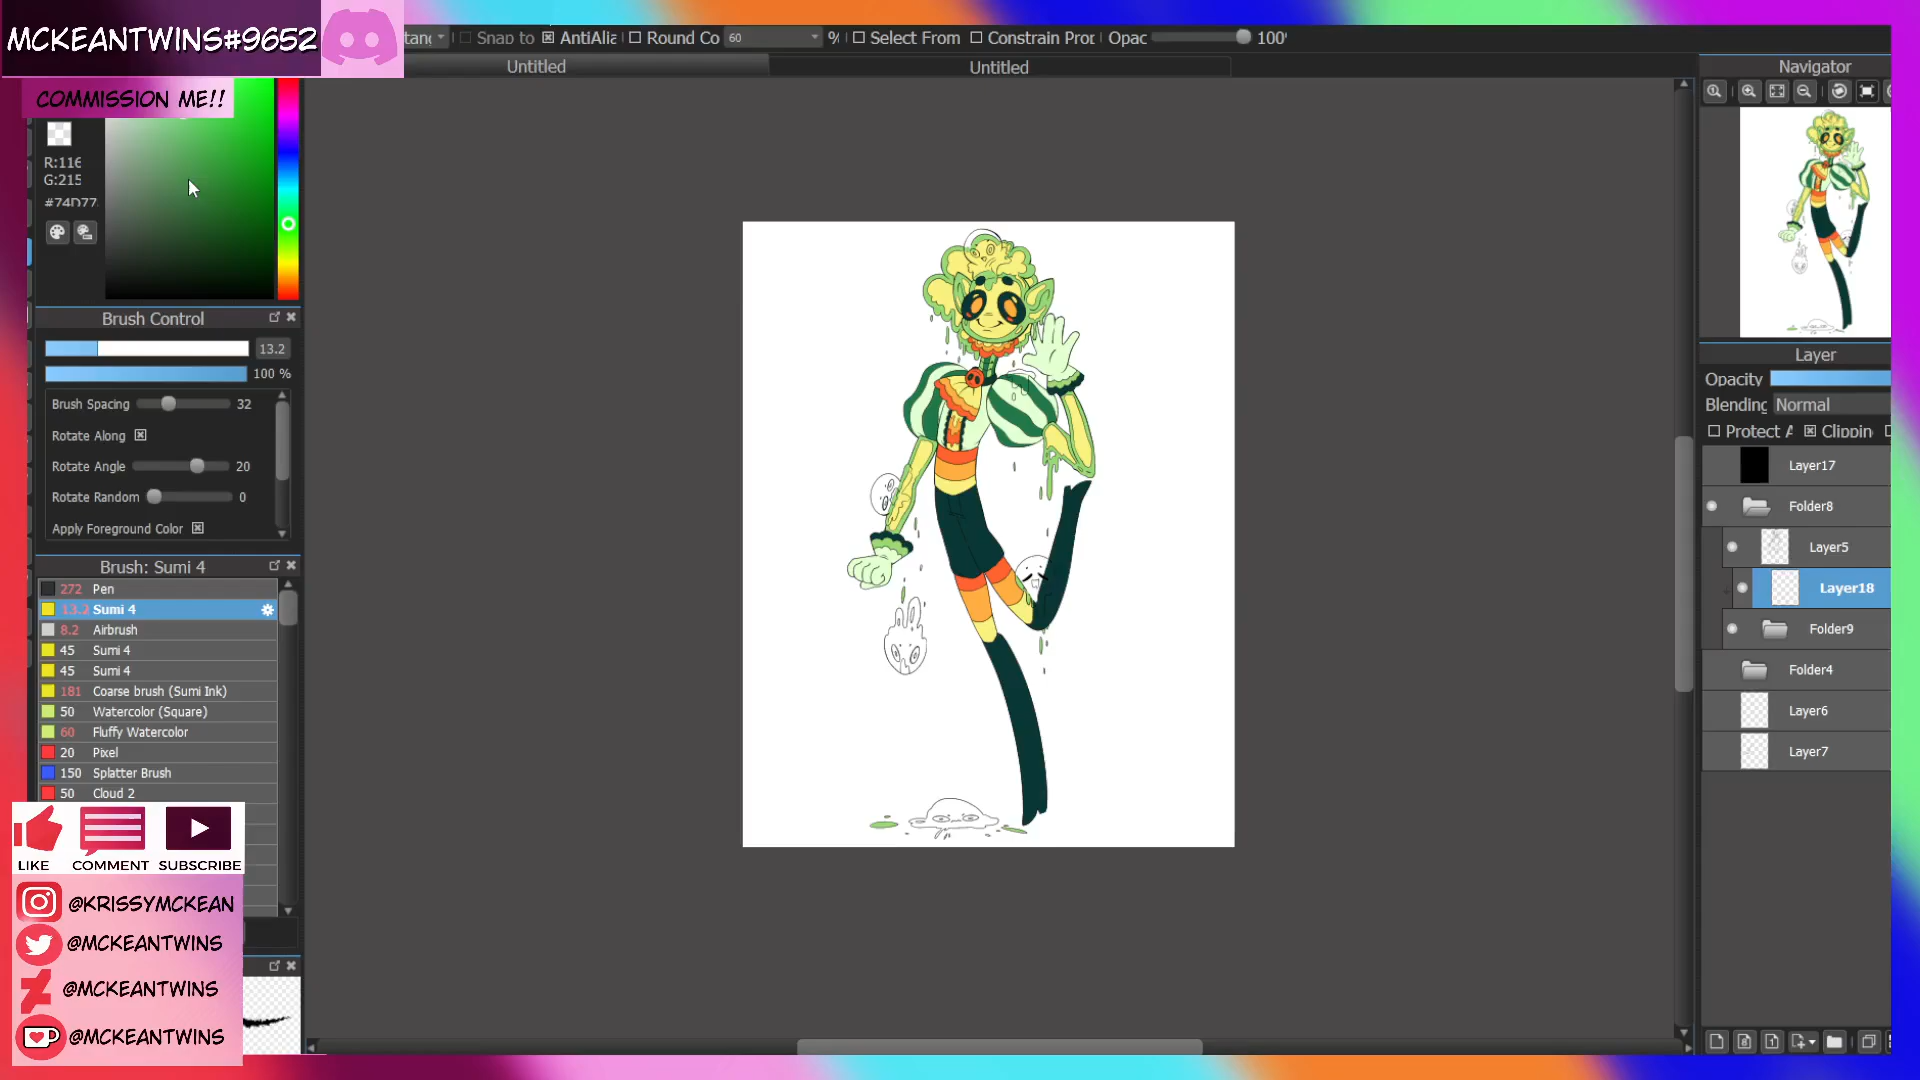 MCKEANTWINS#9652
COMMISSION ME!!
Snap to
AntiAlia
Round Co
60
%
Select From
Constrain Pro
Opac
100
Untitled
Untitled
R:116
G:215
#74D77
Brush Control
13.2
100 %
Brush Spacing
32
Rotate Along
Rotate Angle
20
Rotate Random
0
Apply Foreground Color
Brush: Sumi 4
272 Pen
13.2 Sumi 4
8.2 Airbrush
45 Sumi 4
45 Sumi 4
181 Coarse brush (Sumi Ink)
50 Watercolor (Square)
60 Fluffy Watercolor
20 Pixel
150 Splatter Brush
50 Cloud 2
LIKE COMMENT SUBSCRIBE
@KRISSYMCKEAN
@MCKEANTWINS
@MCKEANTWINS
@MCKEANTWINS
Navigator
Layer
Opacity
Blending
Normal
Protect A
Clippin
Layer17
Folder8
Layer5
Layer18
Folder9
Folder4
Layer6
Layer7